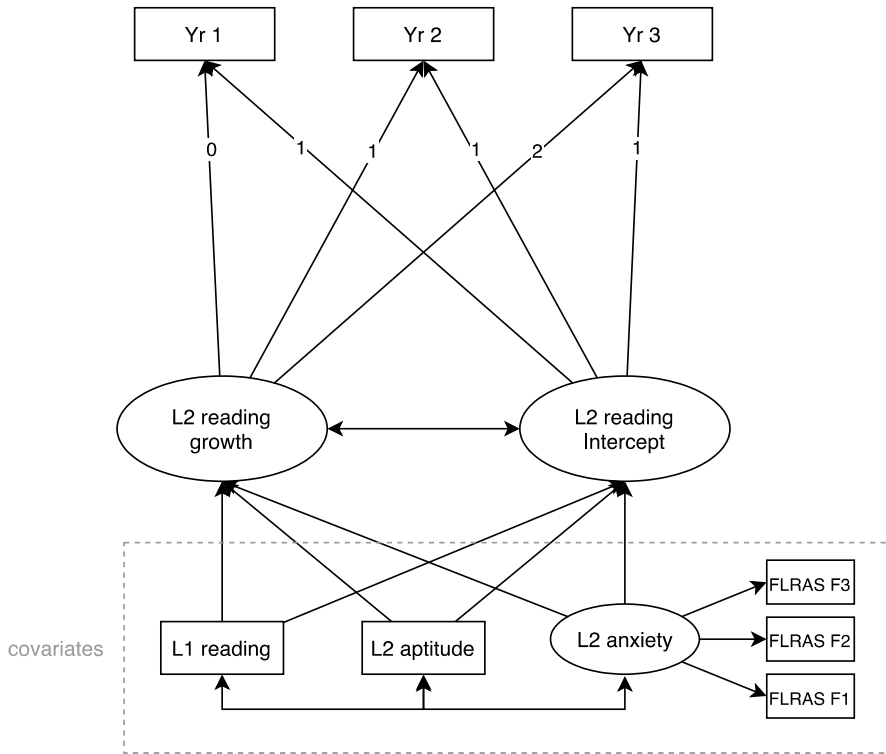 Yr 1
Yr 2
Yr 3
0
1
1
1
2
1
L2 reading
growth
L2 reading
Intercept
covariates
L1 reading
L2 aptitude
L2 anxiety
FLRAS F3
FLRAS F2
FLRAS F1